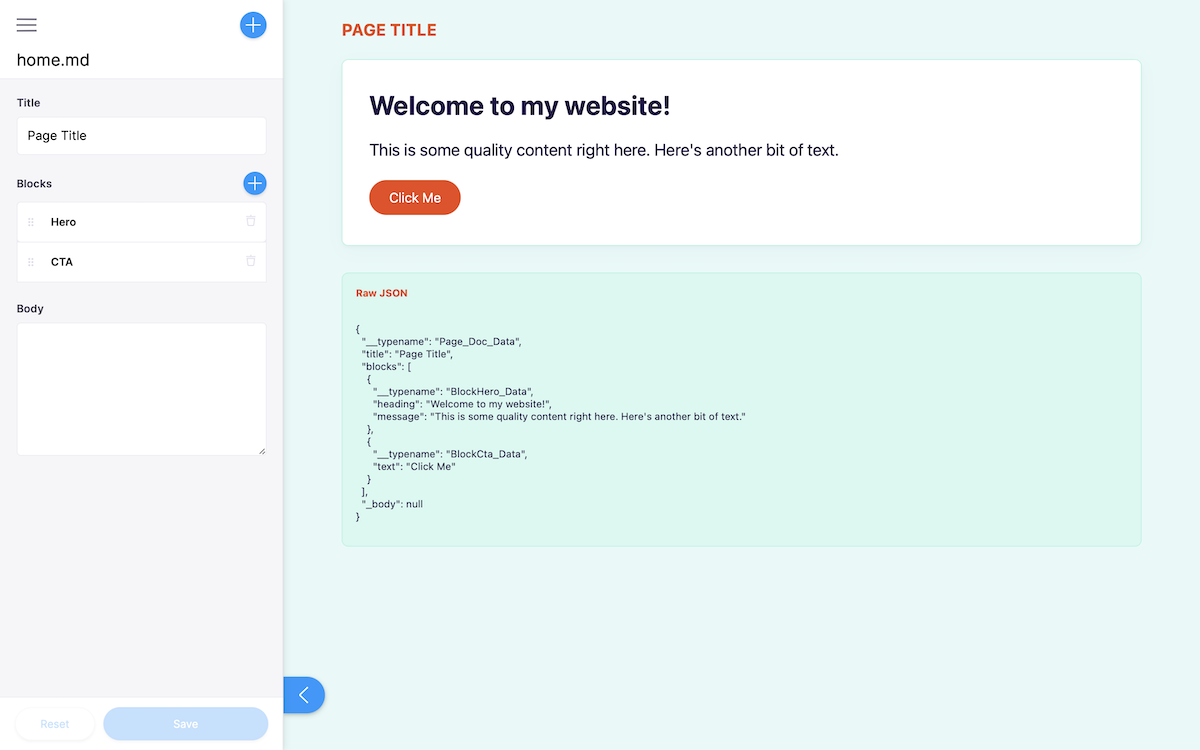 home.md
Title
Page Title
Blocks
Hero
CTA
Body
Reset
Save
PAGE TITLE
Welcome to my website!
This is some quality content right here. Here's another bit of text.
Click Me
Raw JSON
{
  "__typename": "Page_Doc_Data",
  "title": "Page Title",
  "blocks": [
    {
      "__typename": "BlockHero_Data",
      "heading": "Welcome to my website!",
      "message": "This is some quality content right here. Here's another bit of text."
    },
    {
      "__typename": "BlockCta_Data",
      "text": "Click Me"
    }
  ],
  "_body": null
}